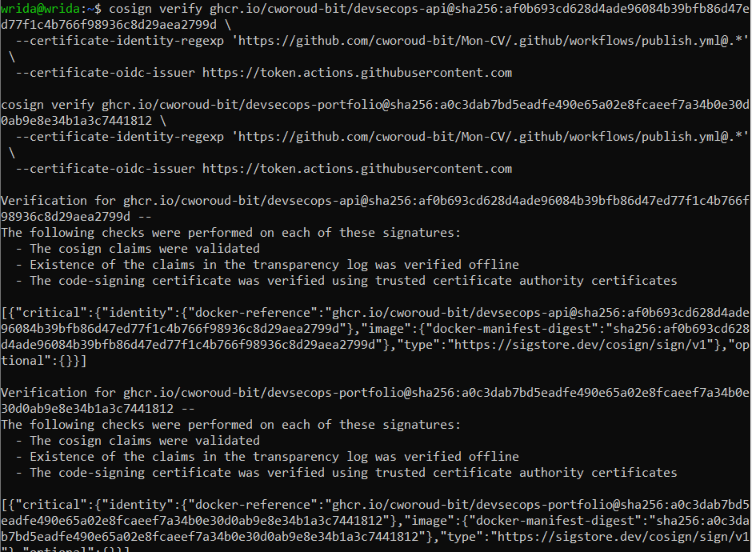 wrida@wrida:~$ cosign verify ghcr.io/cworoud-bit/devsecops-api@sha256:af0b693cd628d4ade96084b39bfb86d47e
d77f1c4b766f98936c8d29aea2799d \
  --certificate-identity-regexp 'https://github.com/cworoud-bit/Mon-CV/.github/workflows/publish.yml@.*'
 \
  --certificate-oidc-issuer https://token.actions.githubusercontent.com

cosign verify ghcr.io/cworoud-bit/devsecops-portfolio@sha256:a0c3dab7bd5eadfe490e65a02e8fcaeef7a34b0e30d
0ab9e8e34b1a3c7441812 \
  --certificate-identity-regexp 'https://github.com/cworoud-bit/Mon-CV/.github/workflows/publish.yml@.*'
 \
  --certificate-oidc-issuer https://token.actions.githubusercontent.com

Verification for ghcr.io/cworoud-bit/devsecops-api@sha256:af0b693cd628d4ade96084b39bfb86d47ed77f1c4b766f
98936c8d29aea2799d --
The following checks were performed on each of these signatures:
  - The cosign claims were validated
  - Existence of the claims in the transparency log was verified offline
  - The code-signing certificate was verified using trusted certificate authority certificates

[{"critical":{"identity":{"docker-reference":"ghcr.io/cworoud-bit/devsecops-api@sha256:af0b693cd628d4ade
96084b39bfb86d47ed77f1c4b766f98936c8d29aea2799d"},"image":{"docker-manifest-digest":"sha256:af0b693cd628
d4ade96084b39bfb86d47ed77f1c4b766f98936c8d29aea2799d"},"type":"https://sigstore.dev/cosign/sign/v1"},"op
tional":{}}]

Verification for ghcr.io/cworoud-bit/devsecops-portfolio@sha256:a0c3dab7bd5eadfe490e65a02e8fcaeef7a34b0e
30d0ab9e8e34b1a3c7441812 --
The following checks were performed on each of these signatures:
  - The cosign claims were validated
  - Existence of the claims in the transparency log was verified offline
  - The code-signing certificate was verified using trusted certificate authority certificates

[{"critical":{"identity":{"docker-reference":"ghcr.io/cworoud-bit/devsecops-portfolio@sha256:a0c3dab7bd5
eadfe490e65a02e8fcaeef7a34b0e30d0ab9e8e34b1a3c7441812"},"image":{"docker-manifest-digest":"sha256:a0c3da
b7bd5eadfe490e65a02e8fcaeef7a34b0e30d0ab9e8e34b1a3c7441812"},"type":"https://sigstore.dev/cosign/sign/v1
"},"optional":{}}]